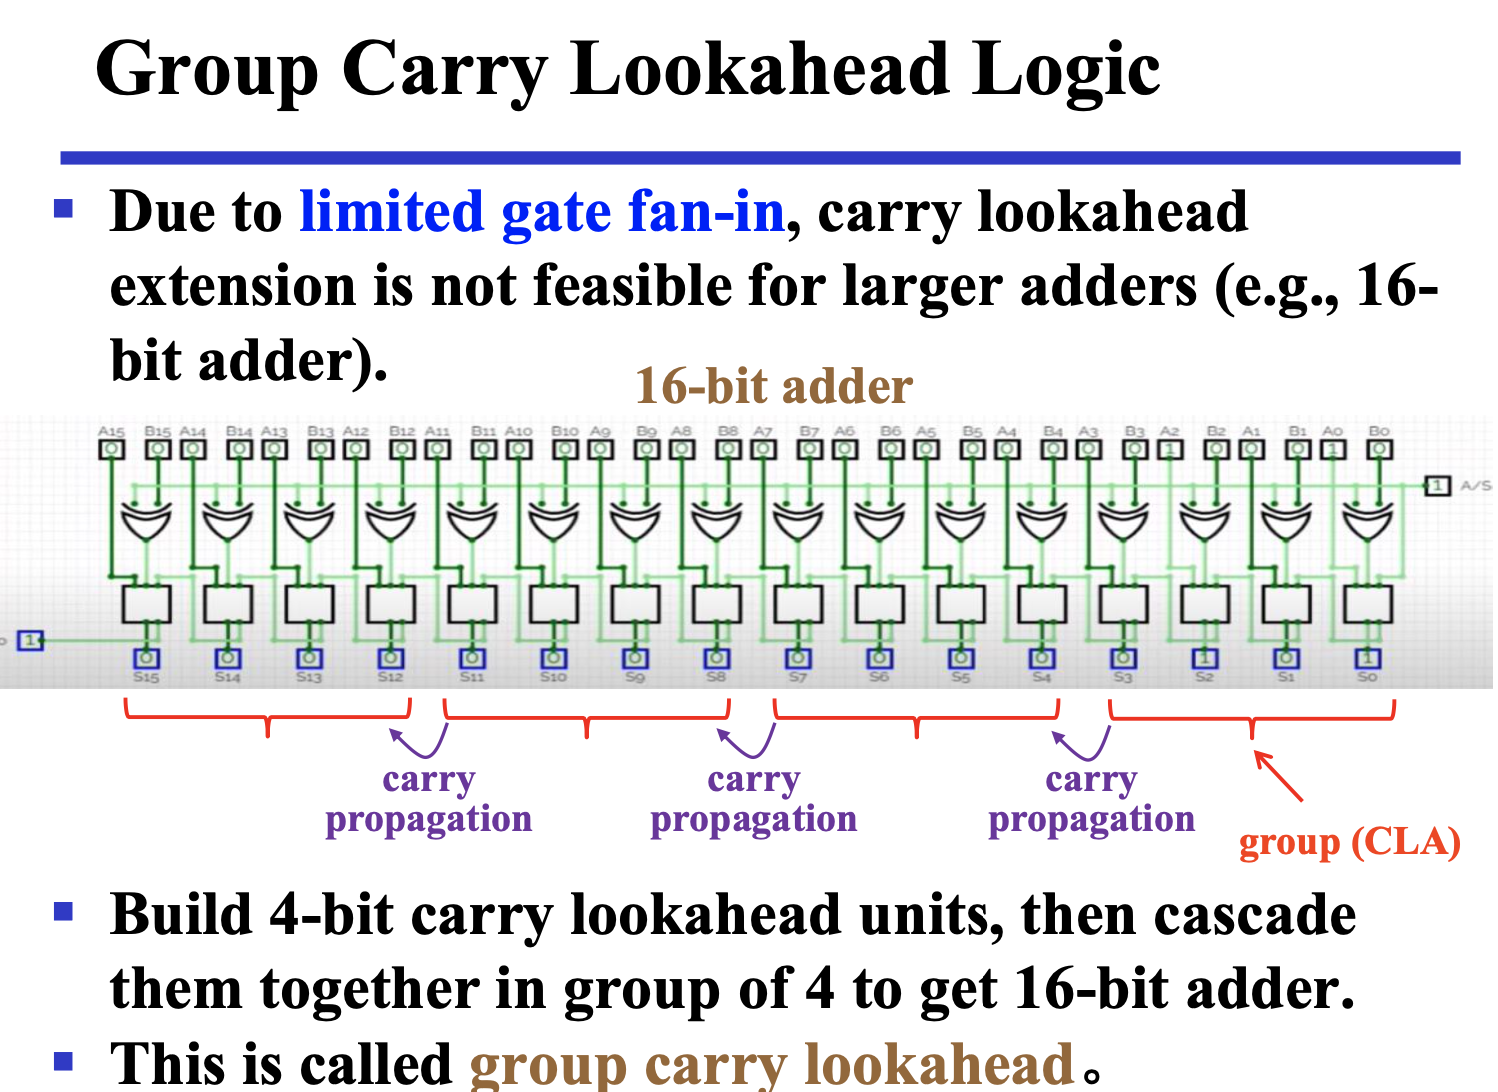 Group Carry Lookahead Logic
Due to limited gate fan-in, carry lookahead
extension is not feasible for larger adders (e.g., 16-
bit adder).
16-bit adder
A15 B15 A14 B14 A13 B13 A12 B12 A11 B11 A10 B10 A9 B9 A8 B8 A7 B7 A6 B6 A5 B5 A4 B4 A3 B3 A2 B2 A1 B1 A0 B0
0 0 0 0 0 0 0 0 0 0 0 0 0 0 0 0 0 0 0 0 0 0 0 0 0 0 1 0 0 0 1 0
1 A/S
1
0 0 0 0 0 0 0 0 0 0 0 0 0 1 0 1
S15 S14 S13 S12 S11 S10 S9 S8 S7 S6 S5 S4 S3 S2 S1 S0
carry carry carry
propagation propagation propagation
group (CLA)
Build 4-bit carry lookahead units, then cascade
them together in group of 4 to get 16-bit adder.
This is called group carry lookahead。